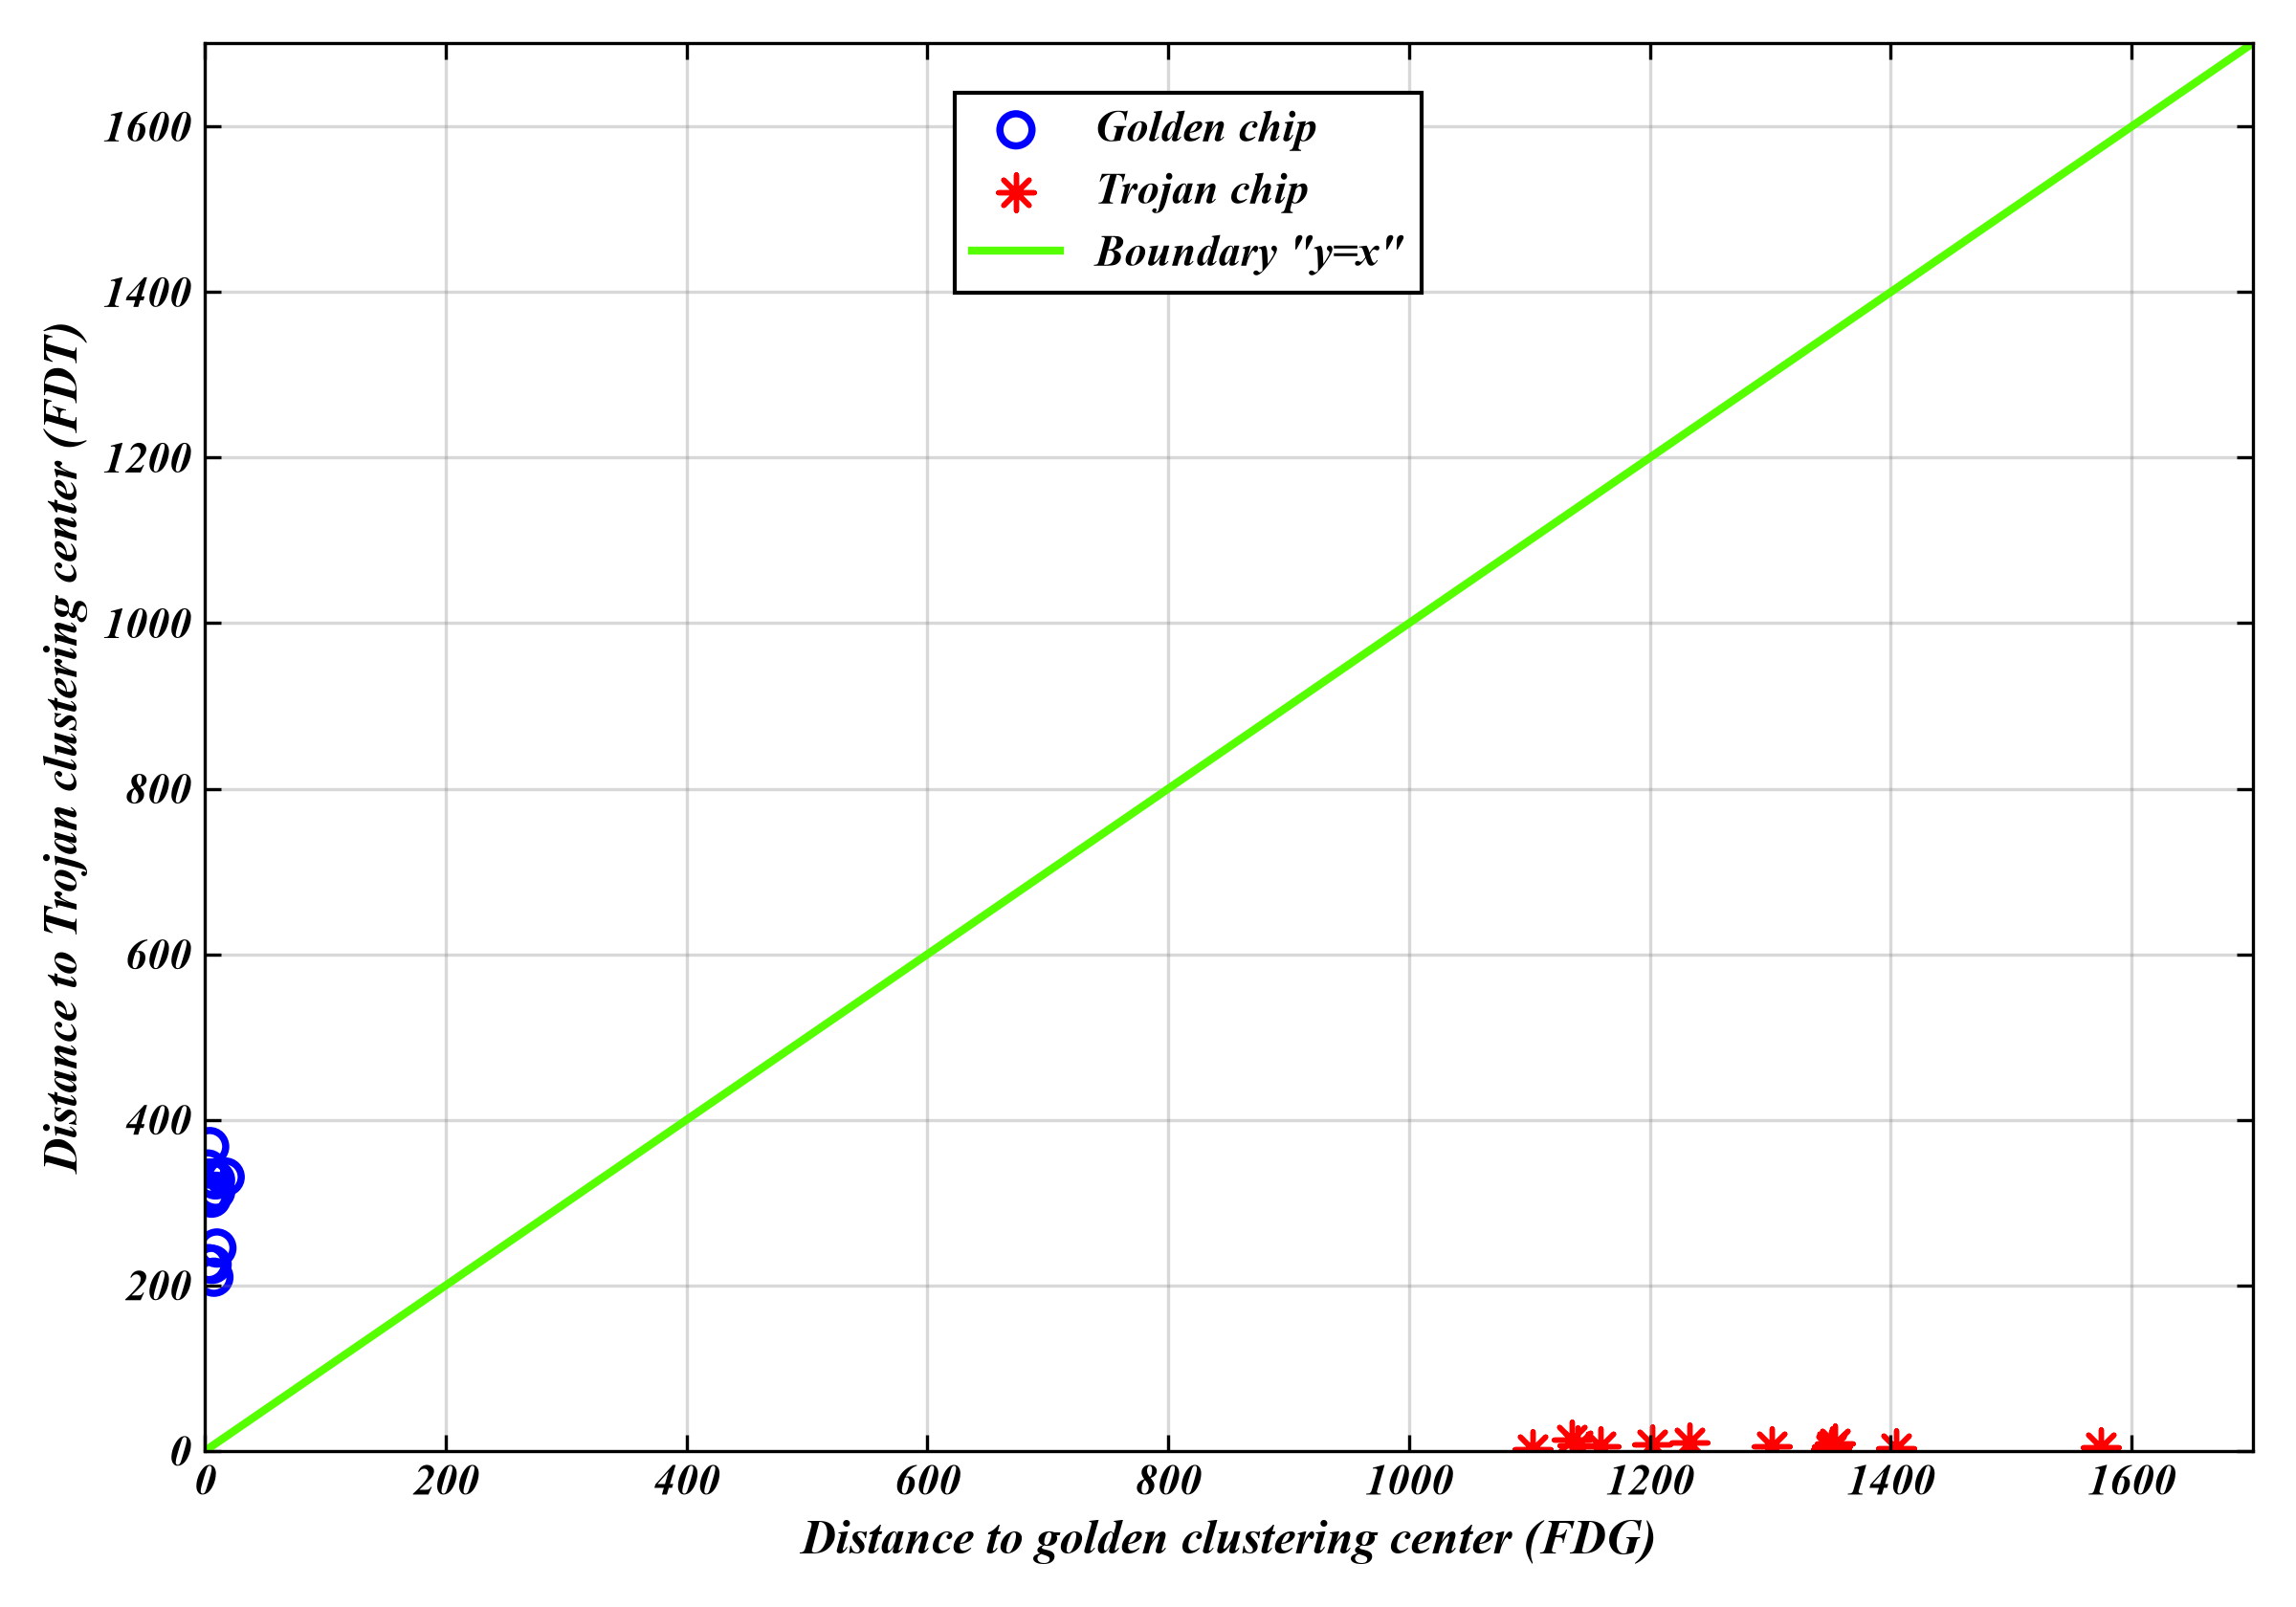 Golden chip
Trojan chip
Boundary "y=x"
Distance to Trojan clustering center (FDT)
1600
1400
1200
1000
800
600
400
200
0
0 200 400 600 800 1000 1200 1400 1600
Distance to golden clustering center (FDG)